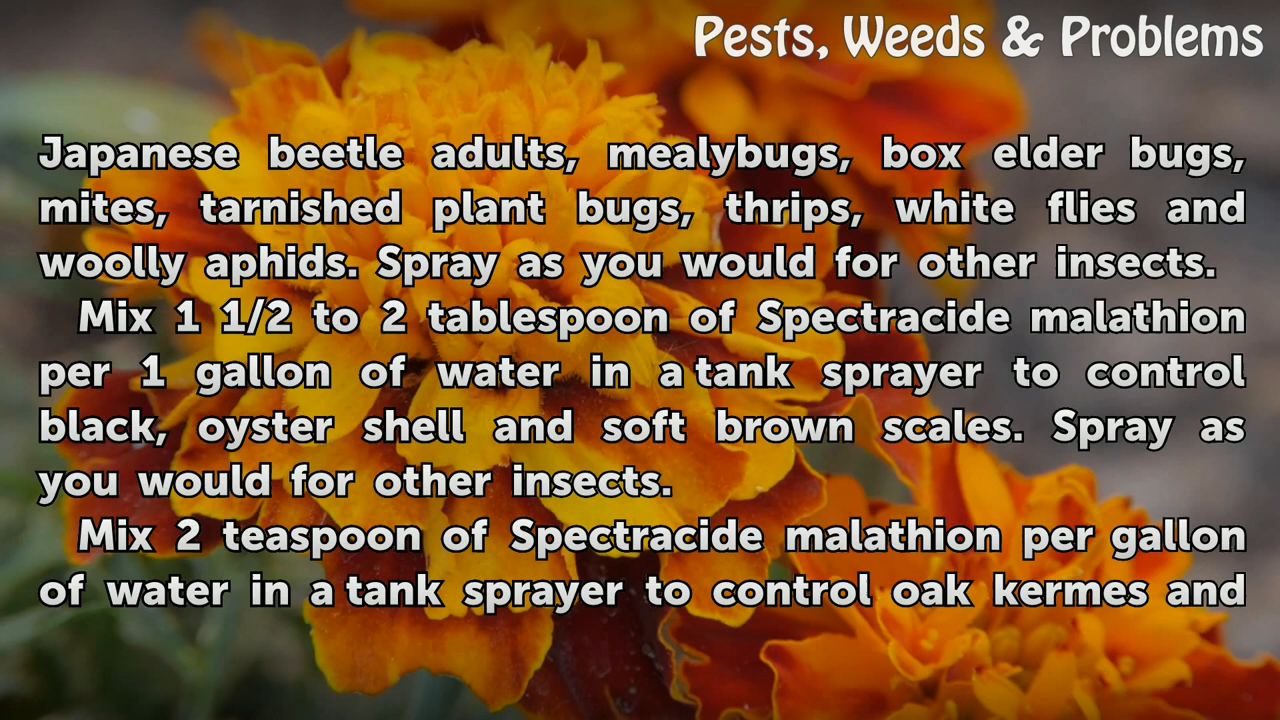 Pests, Weeds & Problems
Japanese beetle adults, mealybugs, box elder bugs,
mites, tarnished plant bugs, thrips, white flies and
woolly aphids. Spray as you would for other insects.
Mix 1 1/2 to 2 tablespoon of Spectracide malathion
per 1 gallon of water in a tank sprayer to control
black, oyster shell and soft brown scales. Spray as
you would for other insects.
Mix 2 teaspoon of Spectracide malathion per gallon
of water in a tank sprayer to control oak kermes and